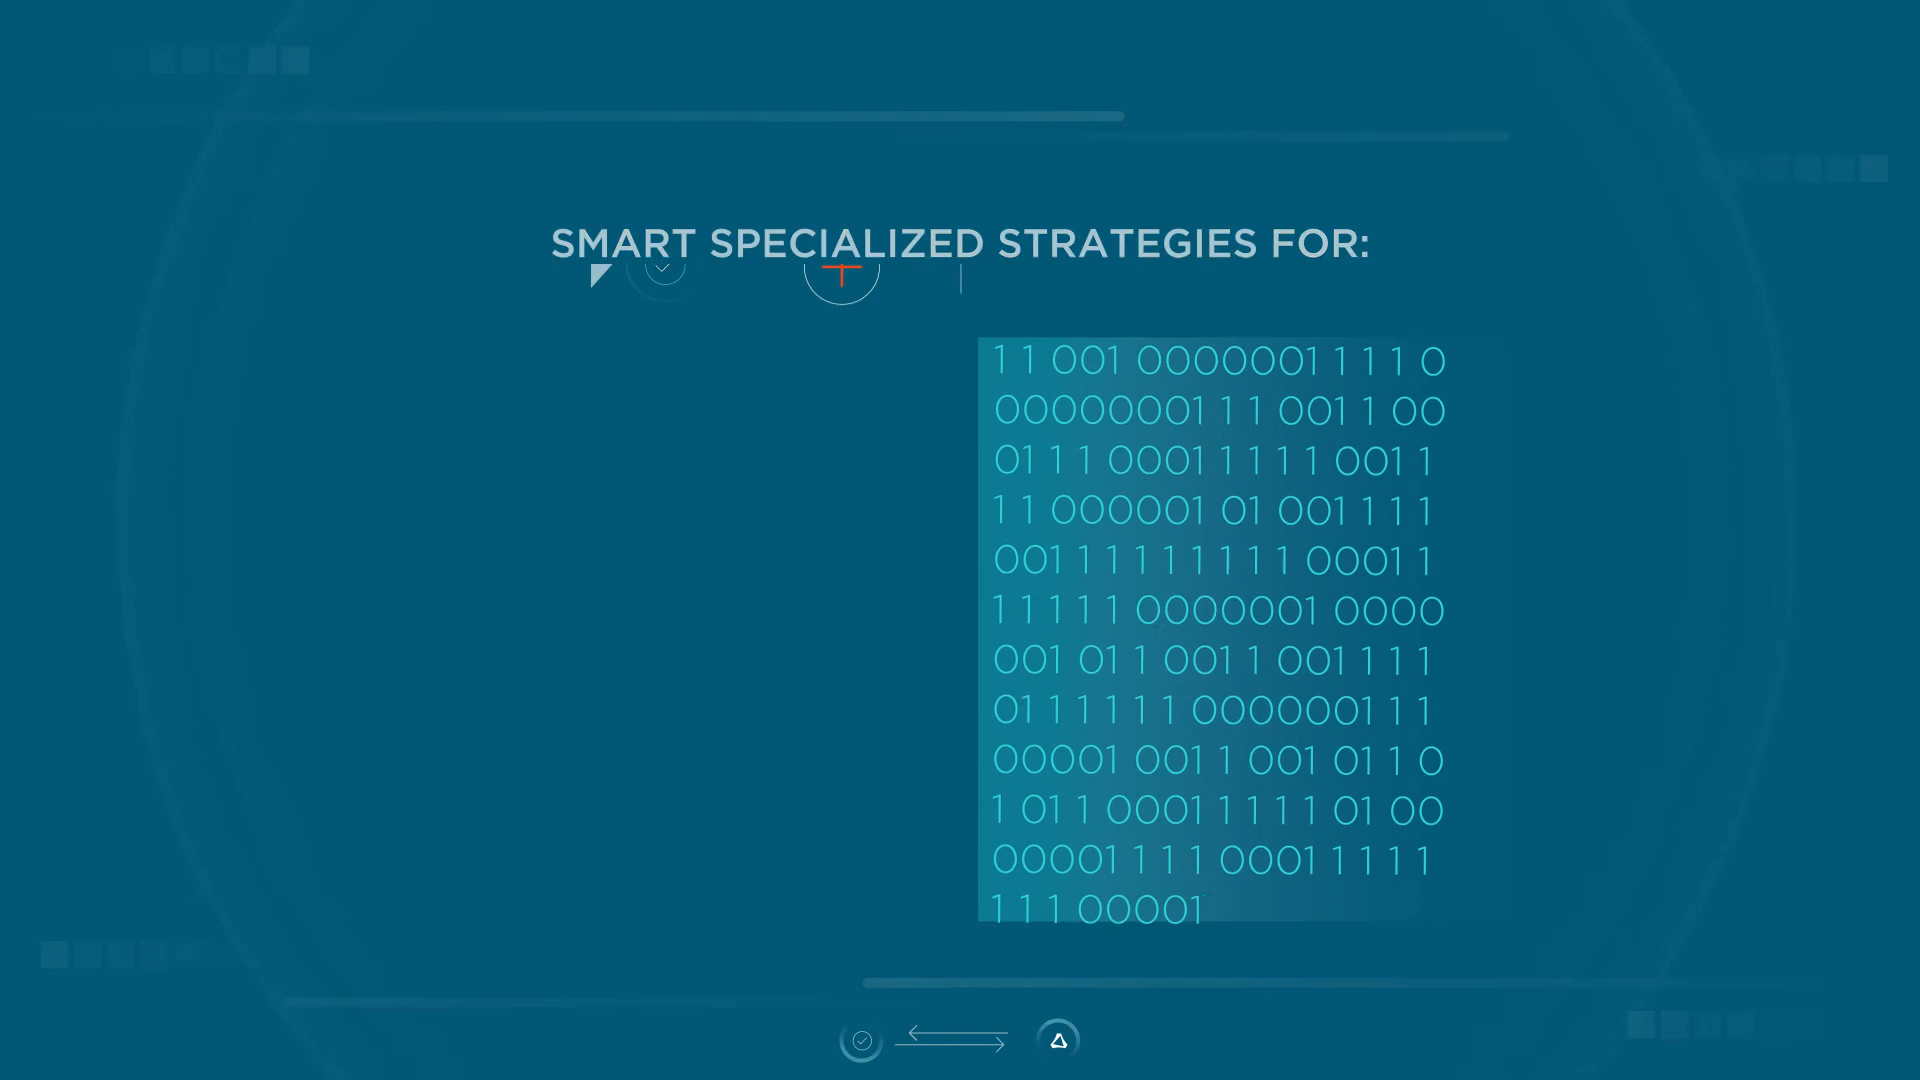 SMART SPECIALIZED STRATEGIES FOR:
1 1 001 0000001 1 1 1 0
00000001 1 1 001 1 00
01 1 1 0001 1 1 1 1 001 1
1 1 000001 01 001 1 1 1
001 1 1 1 1 1 1 1 1 0001 1
1 1 1 1 1 0000001 0000
001 01 1 001 1 001 1 1 1
01 1 1 1 1 1 0000001 1 1
00001 001 1 001 01 1 0
1 01 1 0001 1 1 1 1 01 00
00001 1 1 1 0001 1 1 1 1
1 1 1 00001